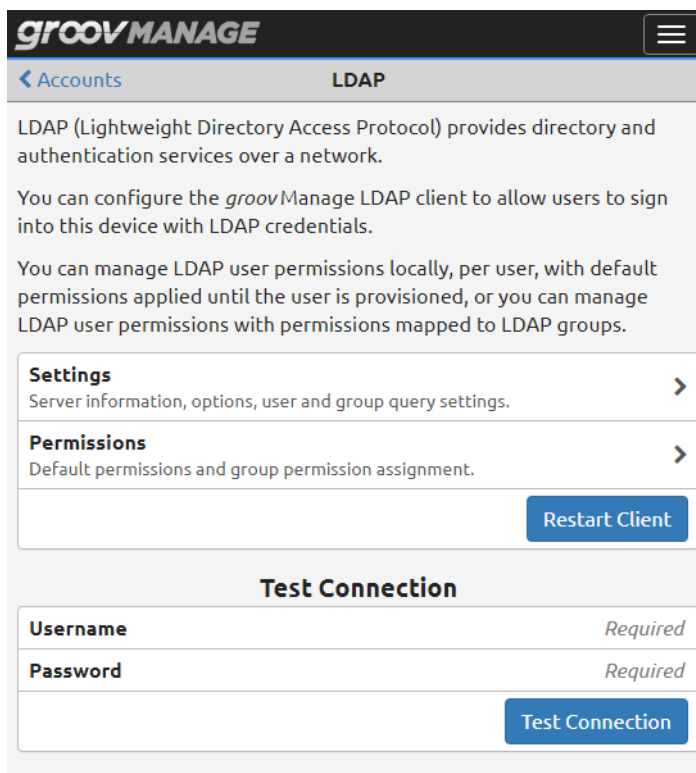 groov MANAGE
Accounts
LDAP
LDAP (Lightweight Directory Access Protocol) provides directory and
authentication services over a network.
You can configure the groov Manage LDAP client to allow users to sign
into this device with LDAP credentials.
You can manage LDAP user permissions locally, per user, with default
permissions applied until the user is provisioned, or you can manage
LDAP user permissions with permissions mapped to LDAP groups.
Settings
Server information, options, user and group query settings.
Permissions
Default permissions and group permission assignment.
Restart Client
Test Connection
Username Required
Password Required
Test Connection